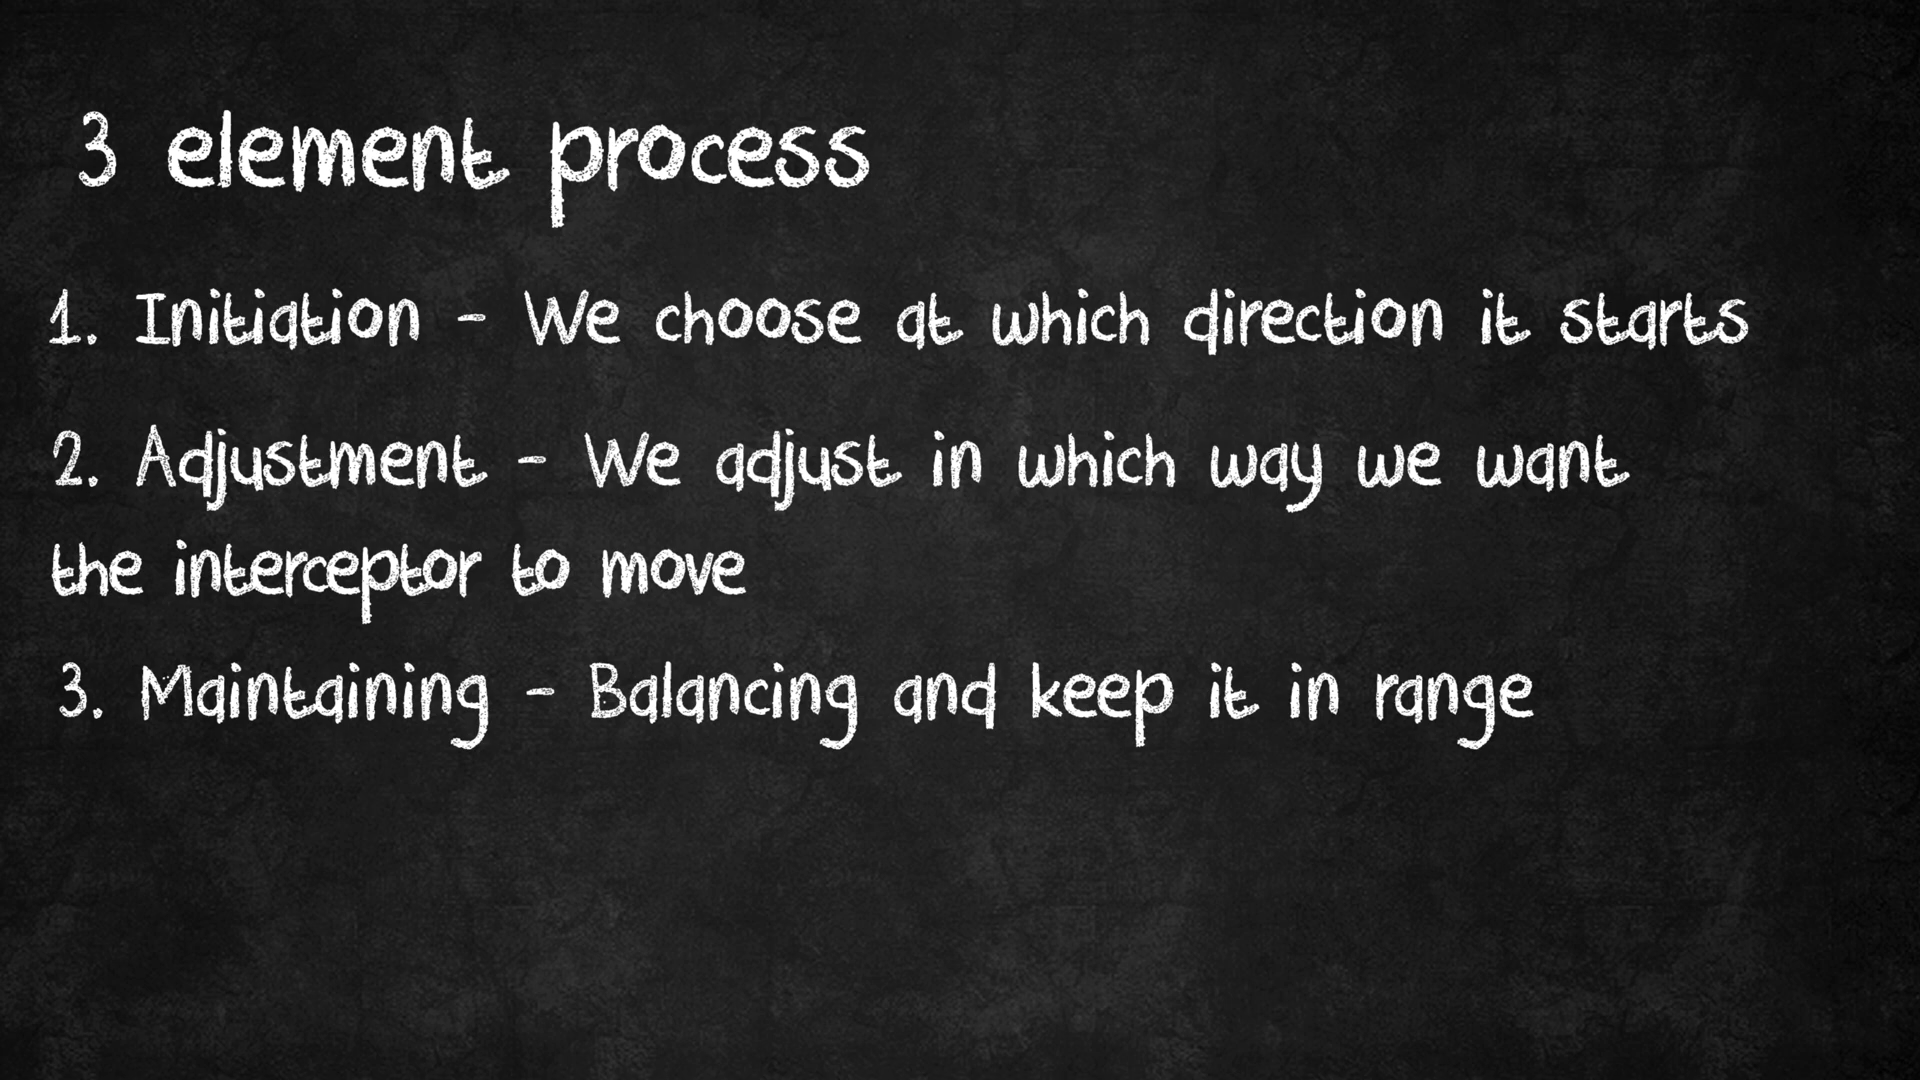 3 element process
1. Initiation - We choose at which direction it starts
2. Adjustment - We adjust in which way we want
the interceptor to move
3. Maintaining - Balancing and keep it in range